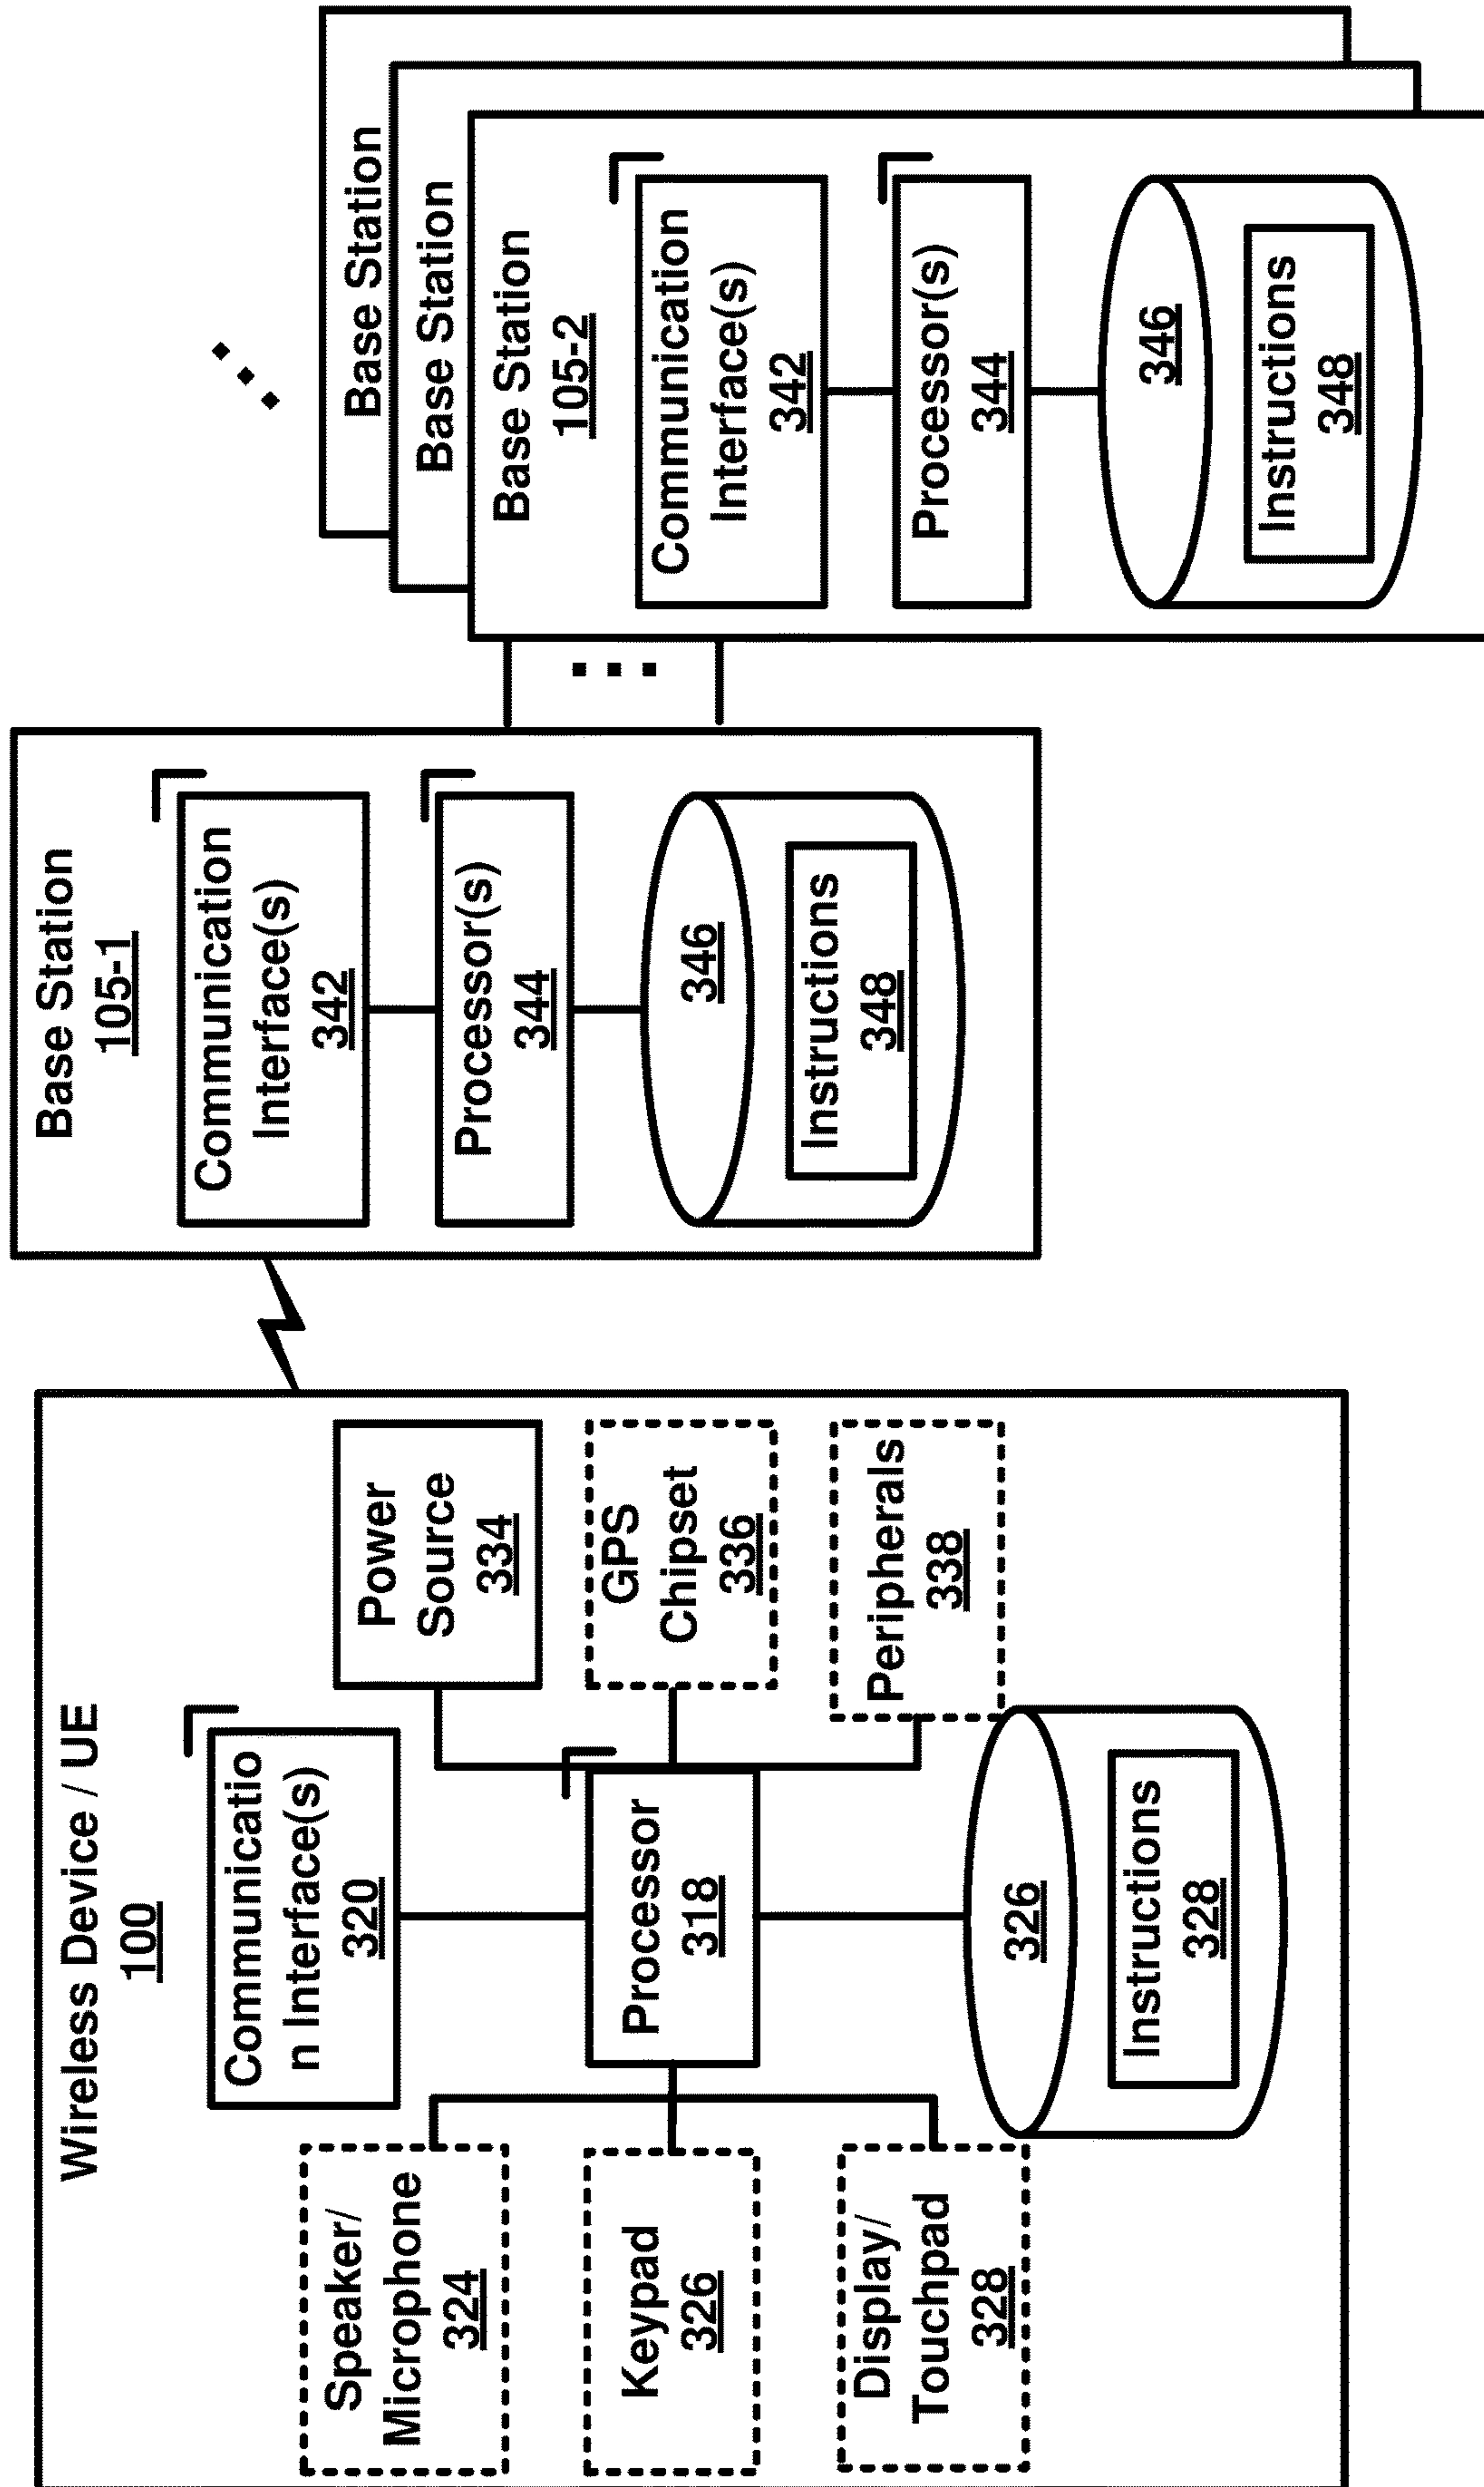 Wireless Device / UE
100
Communicatio
n Interface(s)
320
Speaker/
Microphone
324
Power
Source
334
Processor
318
Keypad
326
GPS
Chipset
336
Display/
Touchpad
328
Peripherals
338
326
Instructions
328
Base Station
105-1
Communication
Interface(s)
342
Processor(s)
344
346
Instructions
348
Base Station
Base Station
Base Station
105-2
Communication
Interface(s)
342
Processor(s)
344
346
Instructions
348